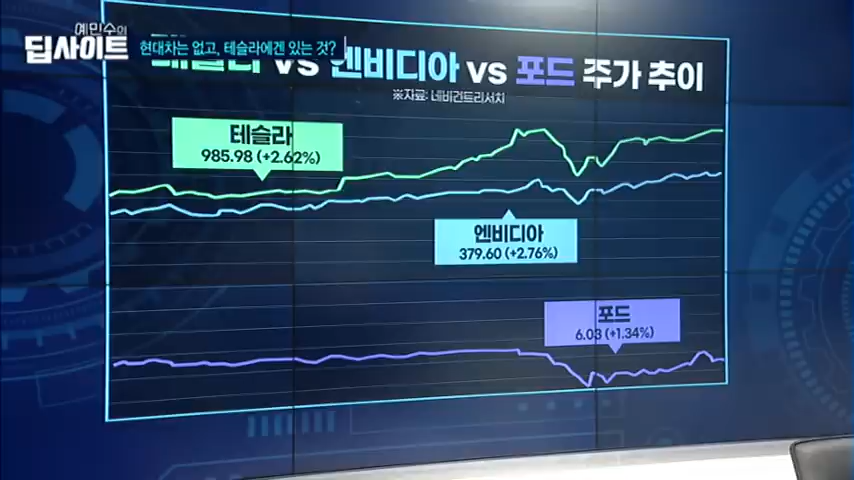 예민수의
딥사이트
현대차는 없고, 테슬라에겐 있는 것?
테슬라 vs 엔비디아 vs 포드 주가 추이
※자료: 네비건트리서치
테슬라
985.98 (+2.62%)
엔비디아
379.60 (+2.76%)
포드
6.03 (+1.34%)